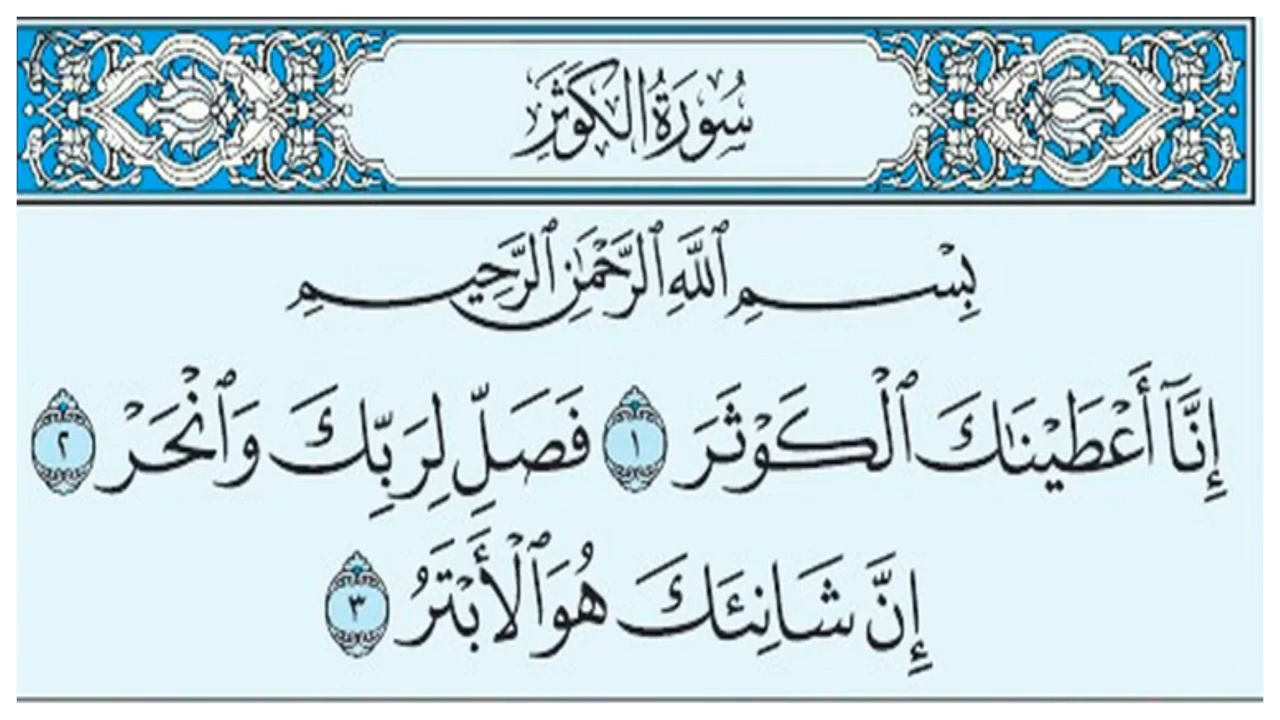 سُورَةُ الكَوْثَرِ
بِسْمِ ٱللَّهِ ٱلرَّحْمَٰنِ ٱلرَّحِيمِ
إِنَّآ أَعْطَيْنَٰكَ ٱلْكَوْثَرَ ١ فَصَلِّ لِرَبِّكَ وَٱنْحَرْ ٢
إِنَّ شَانِئَكَ هُوَ ٱلْأَبْتَرُ ٣